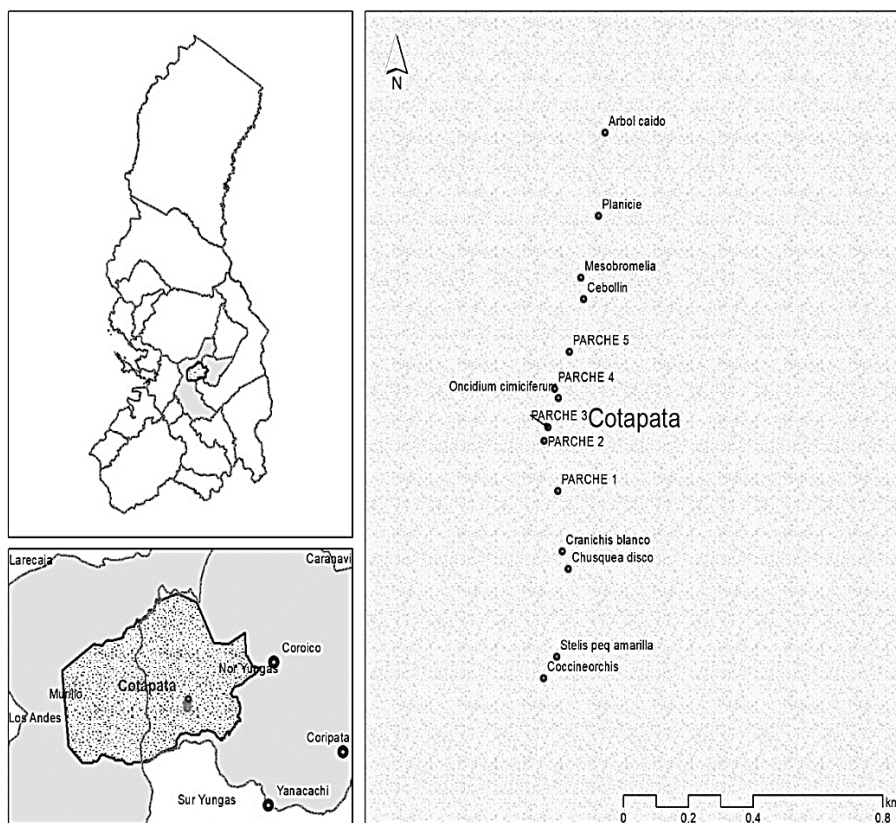 N
Arbol caido
Planicie
Mesobromelia
Cebollin
PARCHE 5
PARCHE 4
Oncidium cimiciferum
PARCHE 3
Cotapata
PARCHE 2
PARCHE 1
Cranichis blanco
Chusquea disco
Stelis peq amarilla
Coccineorchis
0 0.4 0.8
km
Larecaja
Caranavi
Coroico
Nor Yungas
Cotapata
Murillo
Los Andes
Coripata
Yanacachi
Sur Yungas